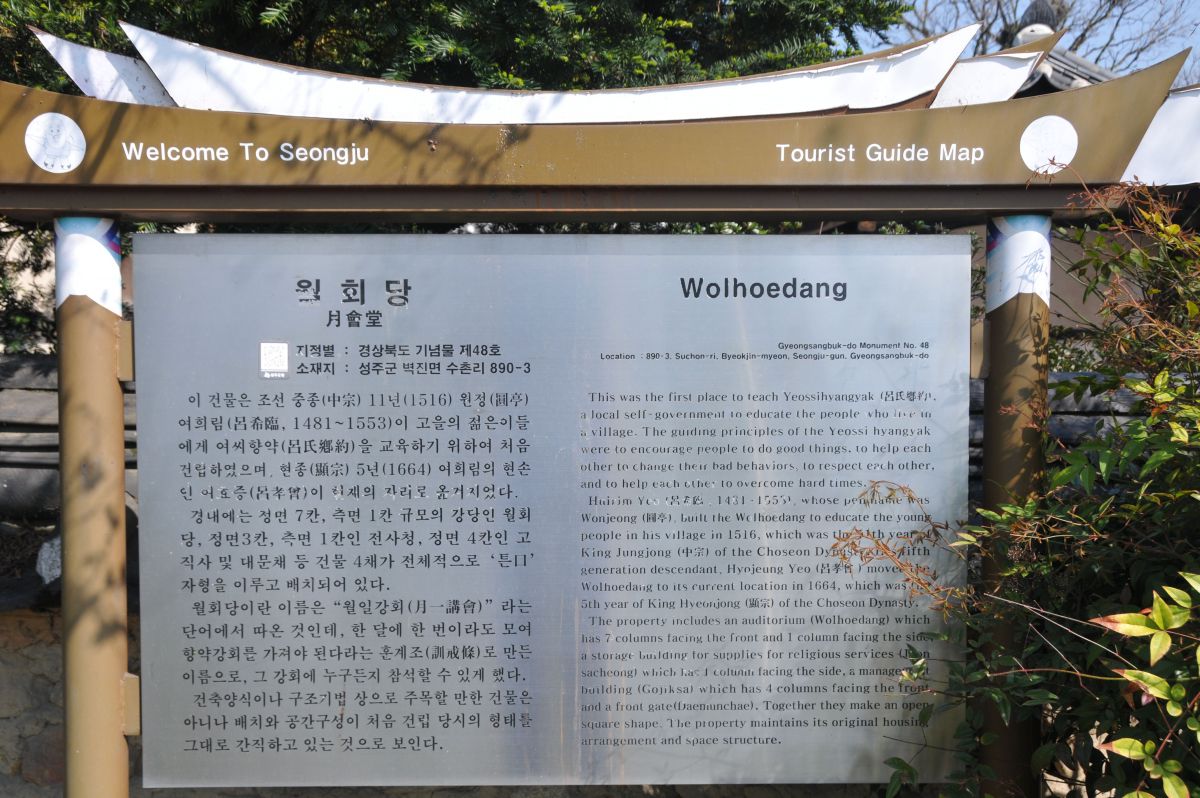 Welcome To Seongju
Tourist Guide Map
월회당
月會堂
지정별 : 경상북도 기념물 제48호
소재지 : 성주군 벽진면 수촌리 890-3
이 건물은 조선 중종(中宗) 11년(1516) 원정(圓亭)
여희림(呂希臨, 1481~1553)이 고을의 젊은이들
에게 여씨향약(呂氏鄕約)을 교육하기 위하여 처음
건립하였으며, 현종(顯宗) 5년(1664) 여희림의 현손
인 여효증(呂孝曾)이 현재의 자리로 옮겨지었다.
경내에는 정면 7칸, 측면 1칸 규모의 강당인 월회
당, 정면3칸, 측면 1칸인 전사청, 정면 4칸인 고
직사 및 대문채 등 건물 4채가 전체적으로 ‘튼口’
자형을 이루고 배치되어 있다.
월회당이란 이름은 “월일강회(月一講會)” 라는
단어에서 따온 것인데, 한 달에 한 번이라도 모여
향약강회를 가져야 된다라는 훈계조(訓戒條)로 만든
이름으로, 그 강회에 누구든지 참석할 수 있게 했다.
건축양식이나 구조기법 상으로 주목할 만한 건물은
아니나 배치와 공간구성이 처음 건립 당시의 형태를
그대로 간직하고 있는 것으로 보인다.
Wolhoedang
Gyeongsangbuk-do Monument No. 48
Location : 890-3, Suchon-ri, Byeokjin-myeon, Seongju-gun, Gyeongsangbuk-do
This was the first place to teach Yeossihyangyak (呂氏鄕約),
a local self-government to educate the people who live in
a village. The guiding principles of the Yeossi hyangyak
were to encourage people to do good things, to help each
other to change their bad behaviors, to respect each other,
and to help each other to overcome hard times.
Huirim Yeo (呂希臨, 1481-1553), whose pen name was
Wonjeong (圓亭), built the Wolhoedang to educate the young
people in his village in 1516, which was the 11th year of
King Jungjong (中宗) of the Choseon Dynasty. fifth
generation descendant, Hyojeung Yeo (呂孝曾) moved the
Wolhoedang to its current location in 1664, which was the
5th year of King Hyeonjong (顯宗) of the Choseon Dynasty.
The property includes an auditorium (Wolhoedang) which
has 7 columns facing the front and 1 column facing the side,
a storage building for supplies for religious services (
sacheong) which has 1 column facing the side, a
building (Gojiksa) which has 4 columns facing the front
and a front gate(Daemunchae). Together they make an open
square shape. The property maintains its original housing
arrangement and space structure.